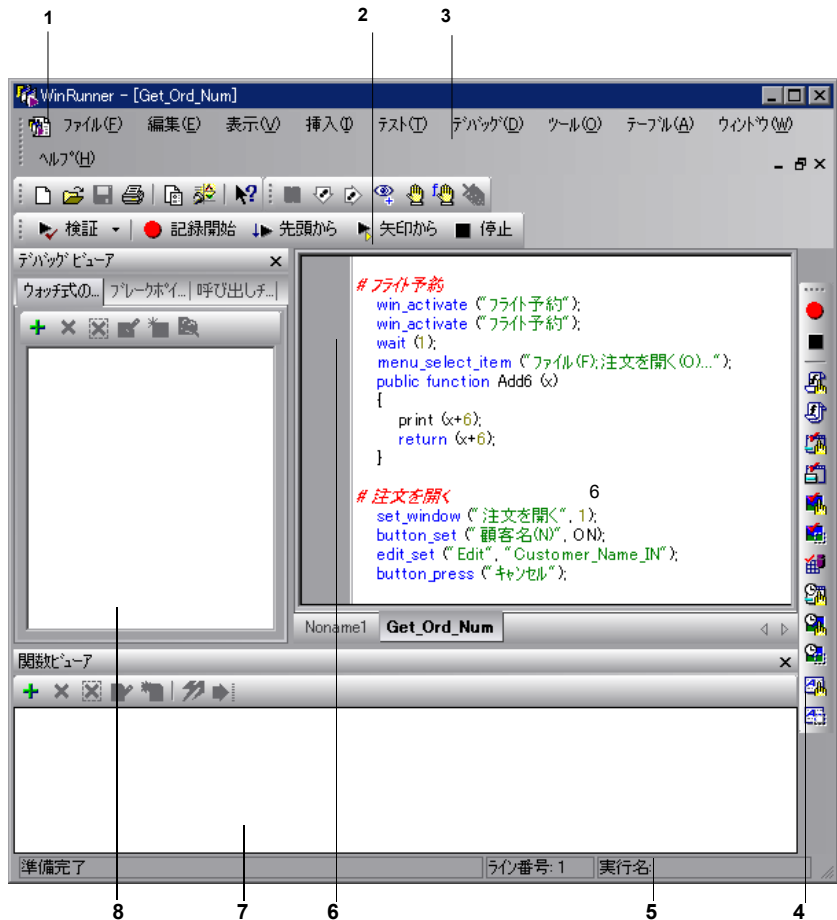 1 2 3
WinRunner - [Get_Ord_Num]
ファイル(F) 編集(E) 表示(V) 挿入(I) テスト(T) デバッグ(D) ツール(O) テーブル(A) ウィンドウ(W)
ヘルプ(H)
検証 記録開始 先頭から 矢印から 停止
デバッグ ビューア
ウォッチ式の... ブレークポイ... 呼び出しチ...
# フライト予約
win_activate ("フライト予約");
win_activate ("フライト予約");
wait (1);
menu_select_item ("ファイル(F);注文を開く(O)...");
public function Add6 (x)
{
print (x+6);
return (x+6);
}
6
# 注文を開く
set_window ("注文を開く", 1);
button_set ("顧客名(N)", ON);
edit_set ("Edit", "Customer_Name_IN");
button_press ("キャンセル");
Noname1 Get_Ord_Num
関数ビューア
準備完了 ライン番号: 1 実行名:
8 7 6 5 4